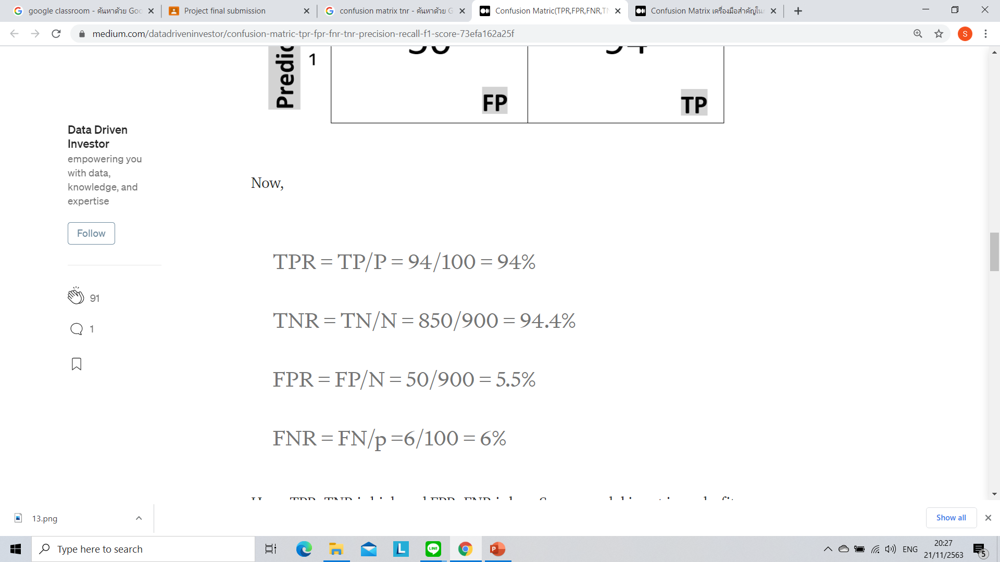 google classroom - ค้นหาด้วย Goo
Project final submission
confusion matrix tnr - ค้นหาด้วย G
Confusion Matric(TPR,FPR,FNR,TN
Confusion Matrix เครื่องมือสำคัญใน
medium.com/datadriveninvestor/confusion-matric-tpr-fpr-fnr-tnr-precision-recall-f1-score-73efa162a25f
S
Predic
1
50
94
FP
TP
Data Driven
Investor
empowering you
with data,
knowledge, and
expertise
Follow
91
1
Now,
TPR = TP/P = 94/100 = 94%
TNR = TN/N = 850/900 = 94.4%
FPR = FP/N = 50/900 = 5.5%
FNR = FN/p =6/100 = 6%
13.png
Show all
Type here to search
L
LINE
P
ENG
20:27
21/11/2563
5